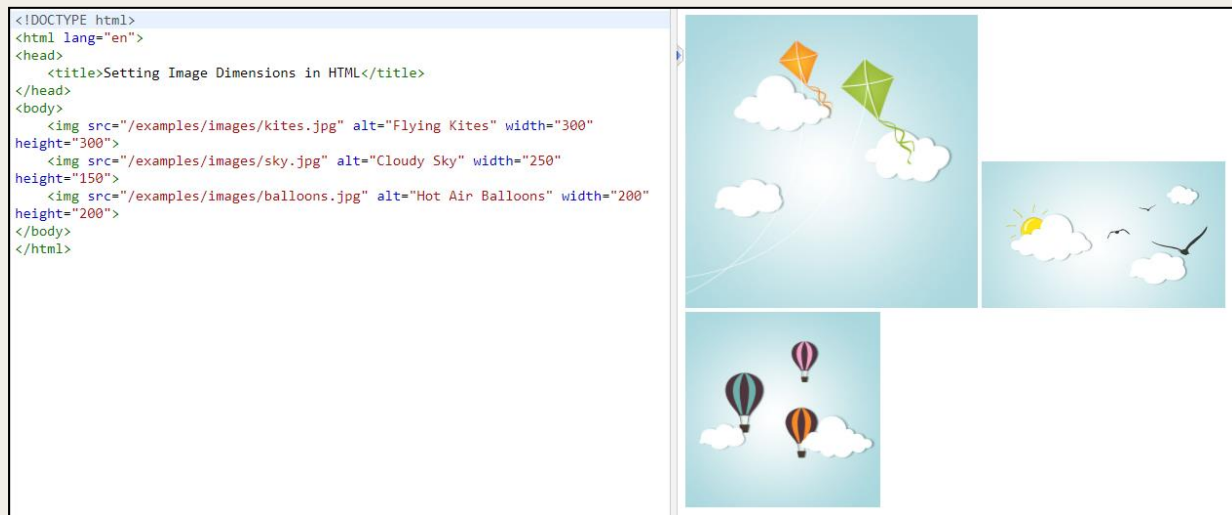 <!DOCTYPE html>
<html lang="en">
<head>
    <title>Setting Image Dimensions in HTML</title>
</head>
<body>
    <img src="/examples/images/kites.jpg" alt="Flying Kites" width="300"
height="300">
    <img src="/examples/images/sky.jpg" alt="Cloudy Sky" width="250"
height="150">
    <img src="/examples/images/balloons.jpg" alt="Hot Air Balloons" width="200"
height="200">
</body>
</html>